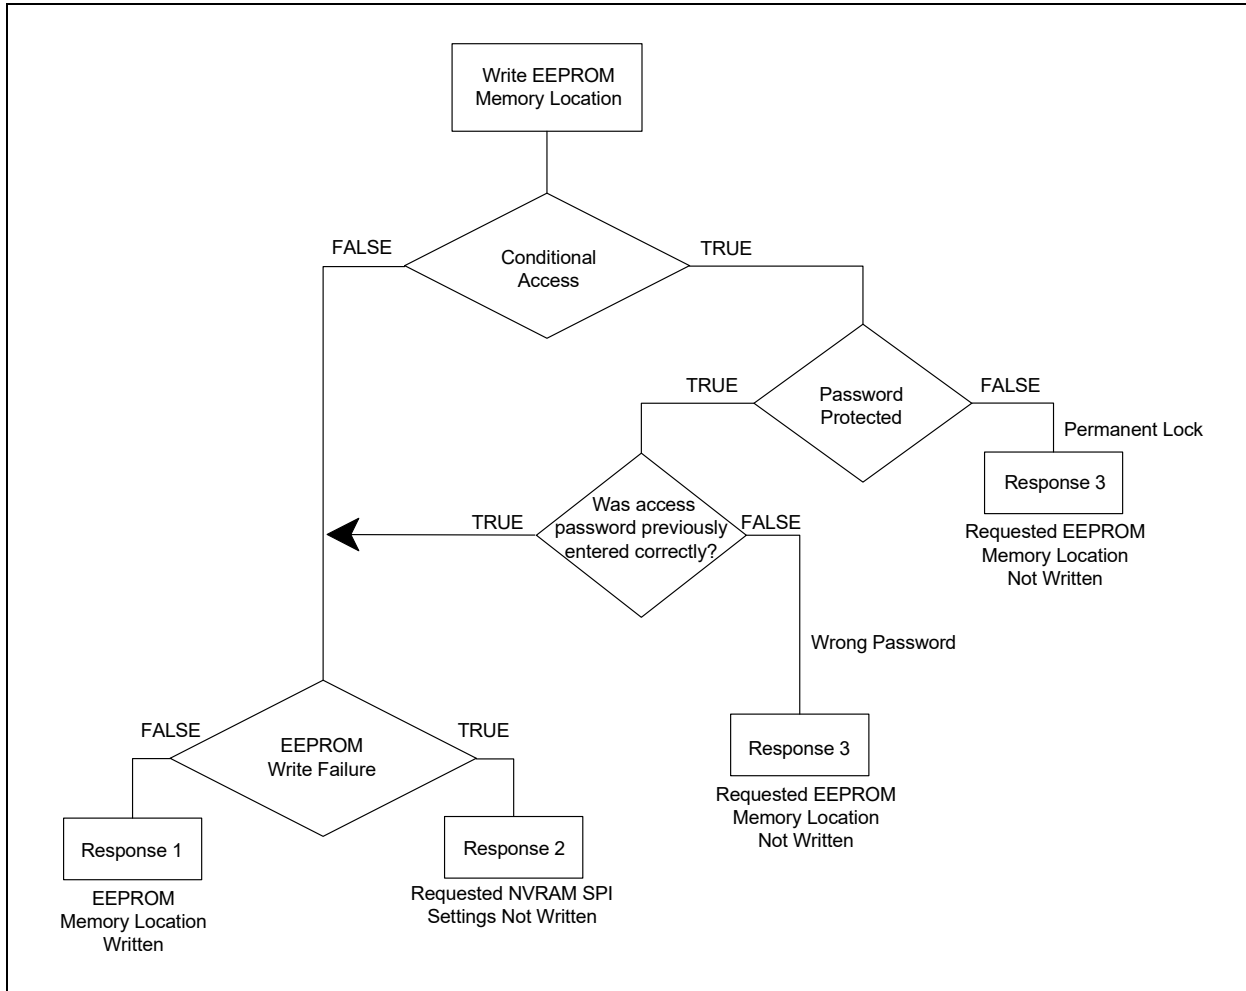 Write EEPROM
Memory Location
FALSE
TRUE
Conditional
Access
TRUE
FALSE
Password
Protected
Permanent Lock
Response 3
Requested EEPROM
Memory Location
Not Written
TRUE
Was access
password previously
entered correctly?
FALSE
Wrong Password
FALSE
TRUE
EEPROM
Write Failure
Response 3
Requested EEPROM
Memory Location
Not Written
Response 1
EEPROM
Memory Location
Written
Response 2
Requested NVRAM SPI
Settings Not Written